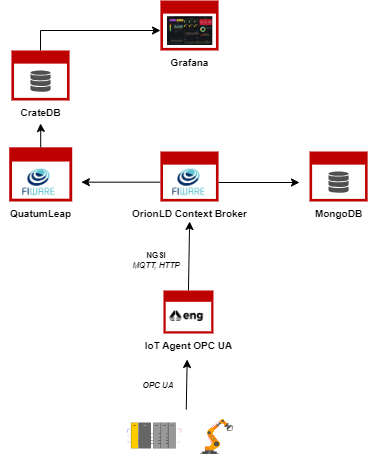 Grafana
CrateDB
FIWARE
FIWARE
QuatumLeap
OrionLD Context Broker
MongoDB
NGSI
MQTT, HTTP
eng
IoT Agent OPC UA
OPC UA